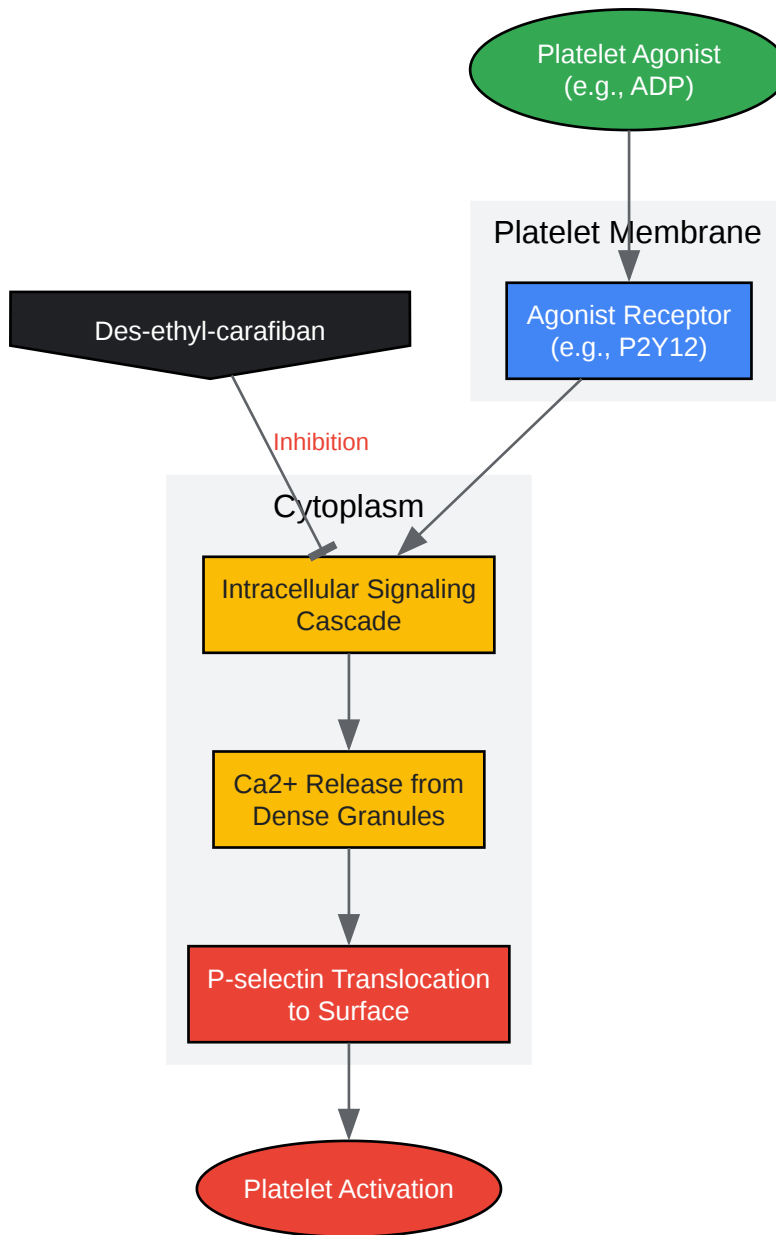 Platelet Agonist
(e.g., ADP)
Platelet Membrane
Agonist Receptor
(e.g., P2Y12)
Des-ethyl-carafiban
Inhibition
Cytoplasm
Intracellular Signaling
Cascade
Ca2+ Release from
Dense Granules
P-selectin Translocation
to Surface
Platelet Activation